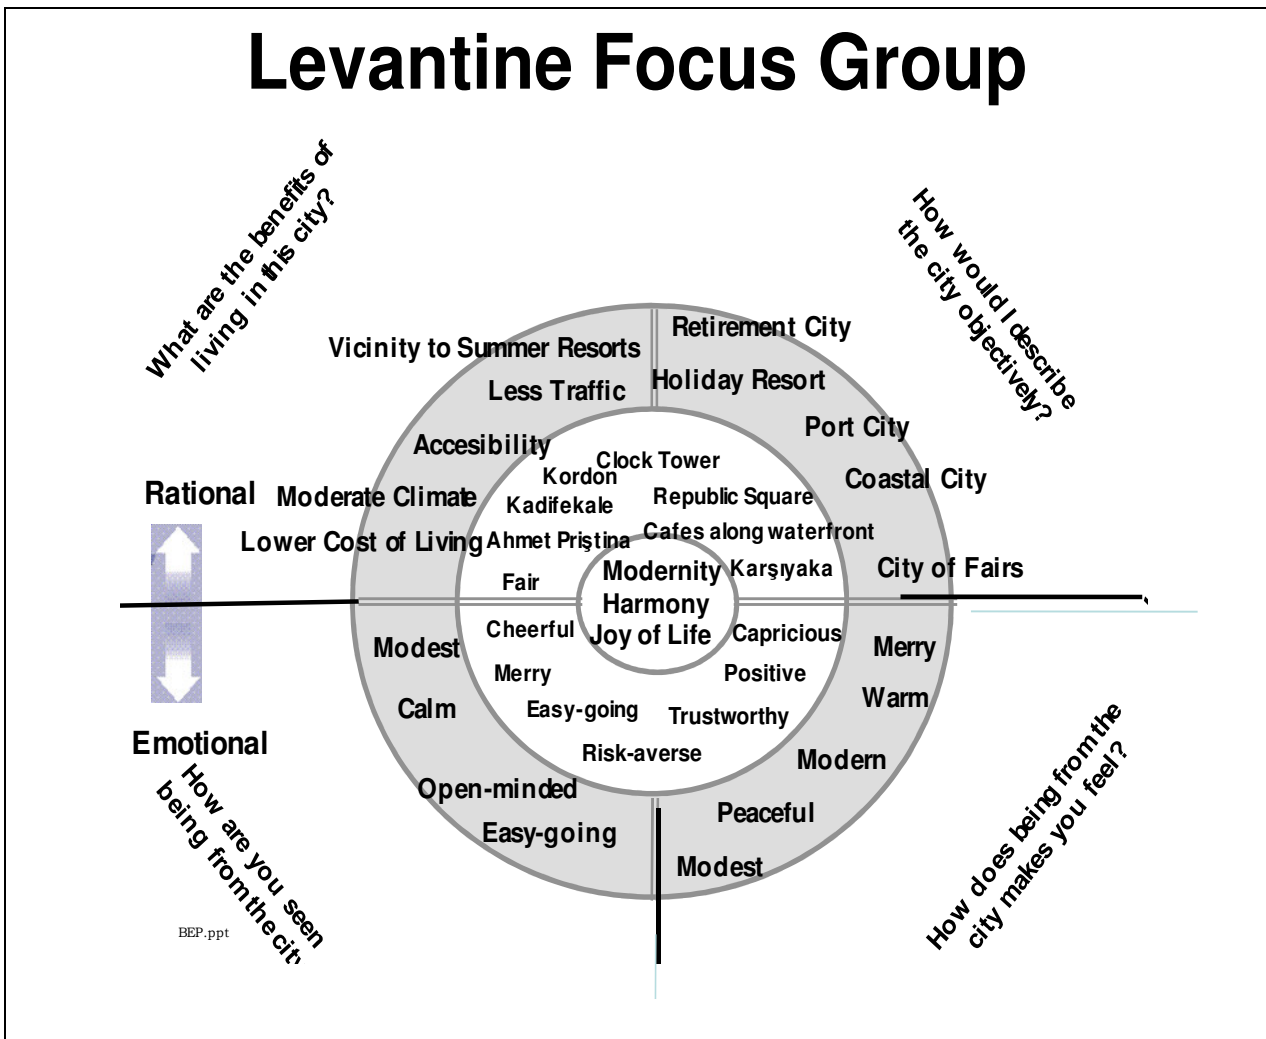 Levantine Focus Group
What are the benefits of
living in this city?
How would I describe
the city objectively?
Vicinity to Summer Resorts
Less Traffic
Accesibility
Moderate Climate
Lower Cost of Living
Retirement City
Holiday Resort
Port City
Coastal City
City of Fairs
Rational
Emotional
Clock Tower
Kordon
Kadifekale
Republic Square
Ahmet Priştina
Cafes along waterfront
Fair
Karşıyaka
Modernity
Harmony
Joy of Life
Cheerful
Merry
Easy-going
Risk-averse
Capricious
Positive
Trustworthy
Modest
Calm
Open-minded
Easy-going
Merry
Warm
Modern
Peaceful
Modest
How are you seen
being from the city
How does being from the
city makes you feel?
BEP.ppt